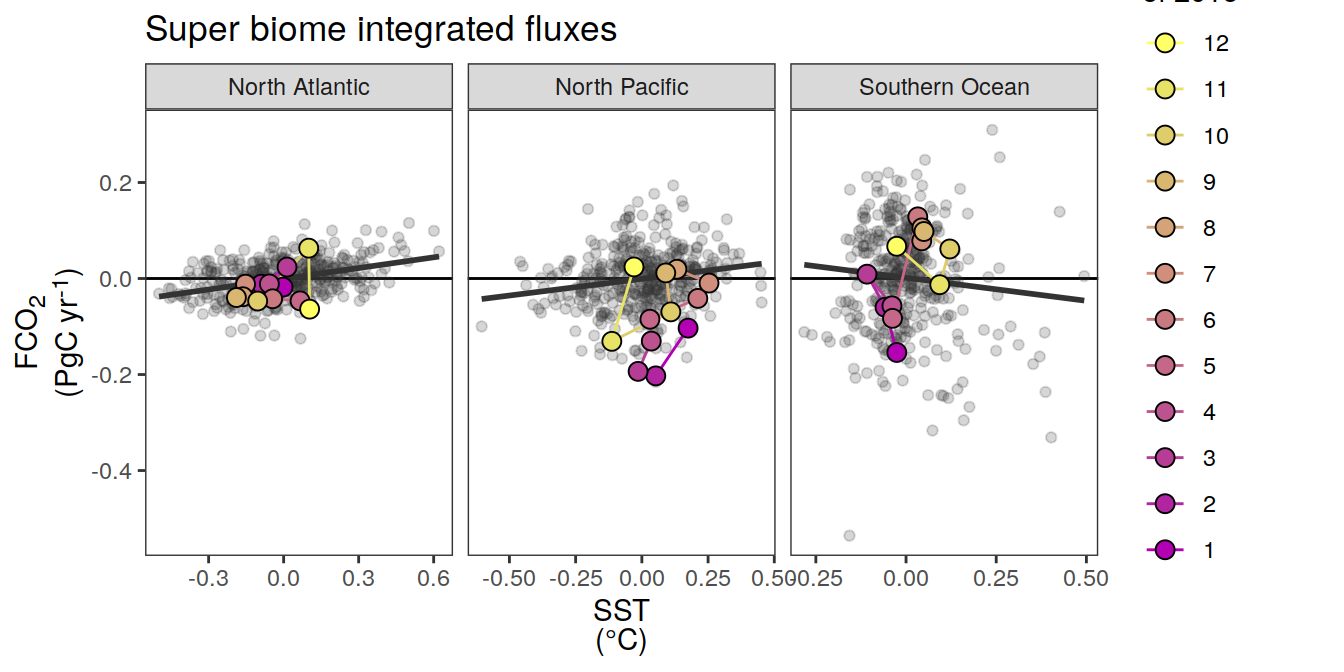 Super biome integrated fluxes
North Atlantic
North Pacific
Southern Ocean
0.2
0.0
-0.2
-0.4
FCO2
(PgC yr-1)
-0.3 0.0 0.3 0.6
-0.50 -0.25 0.00 0.25 0.50
0.25 0.00 0.25 0.50
SST
(°C)
12
11
10
9
8
7
6
5
4
3
2
1